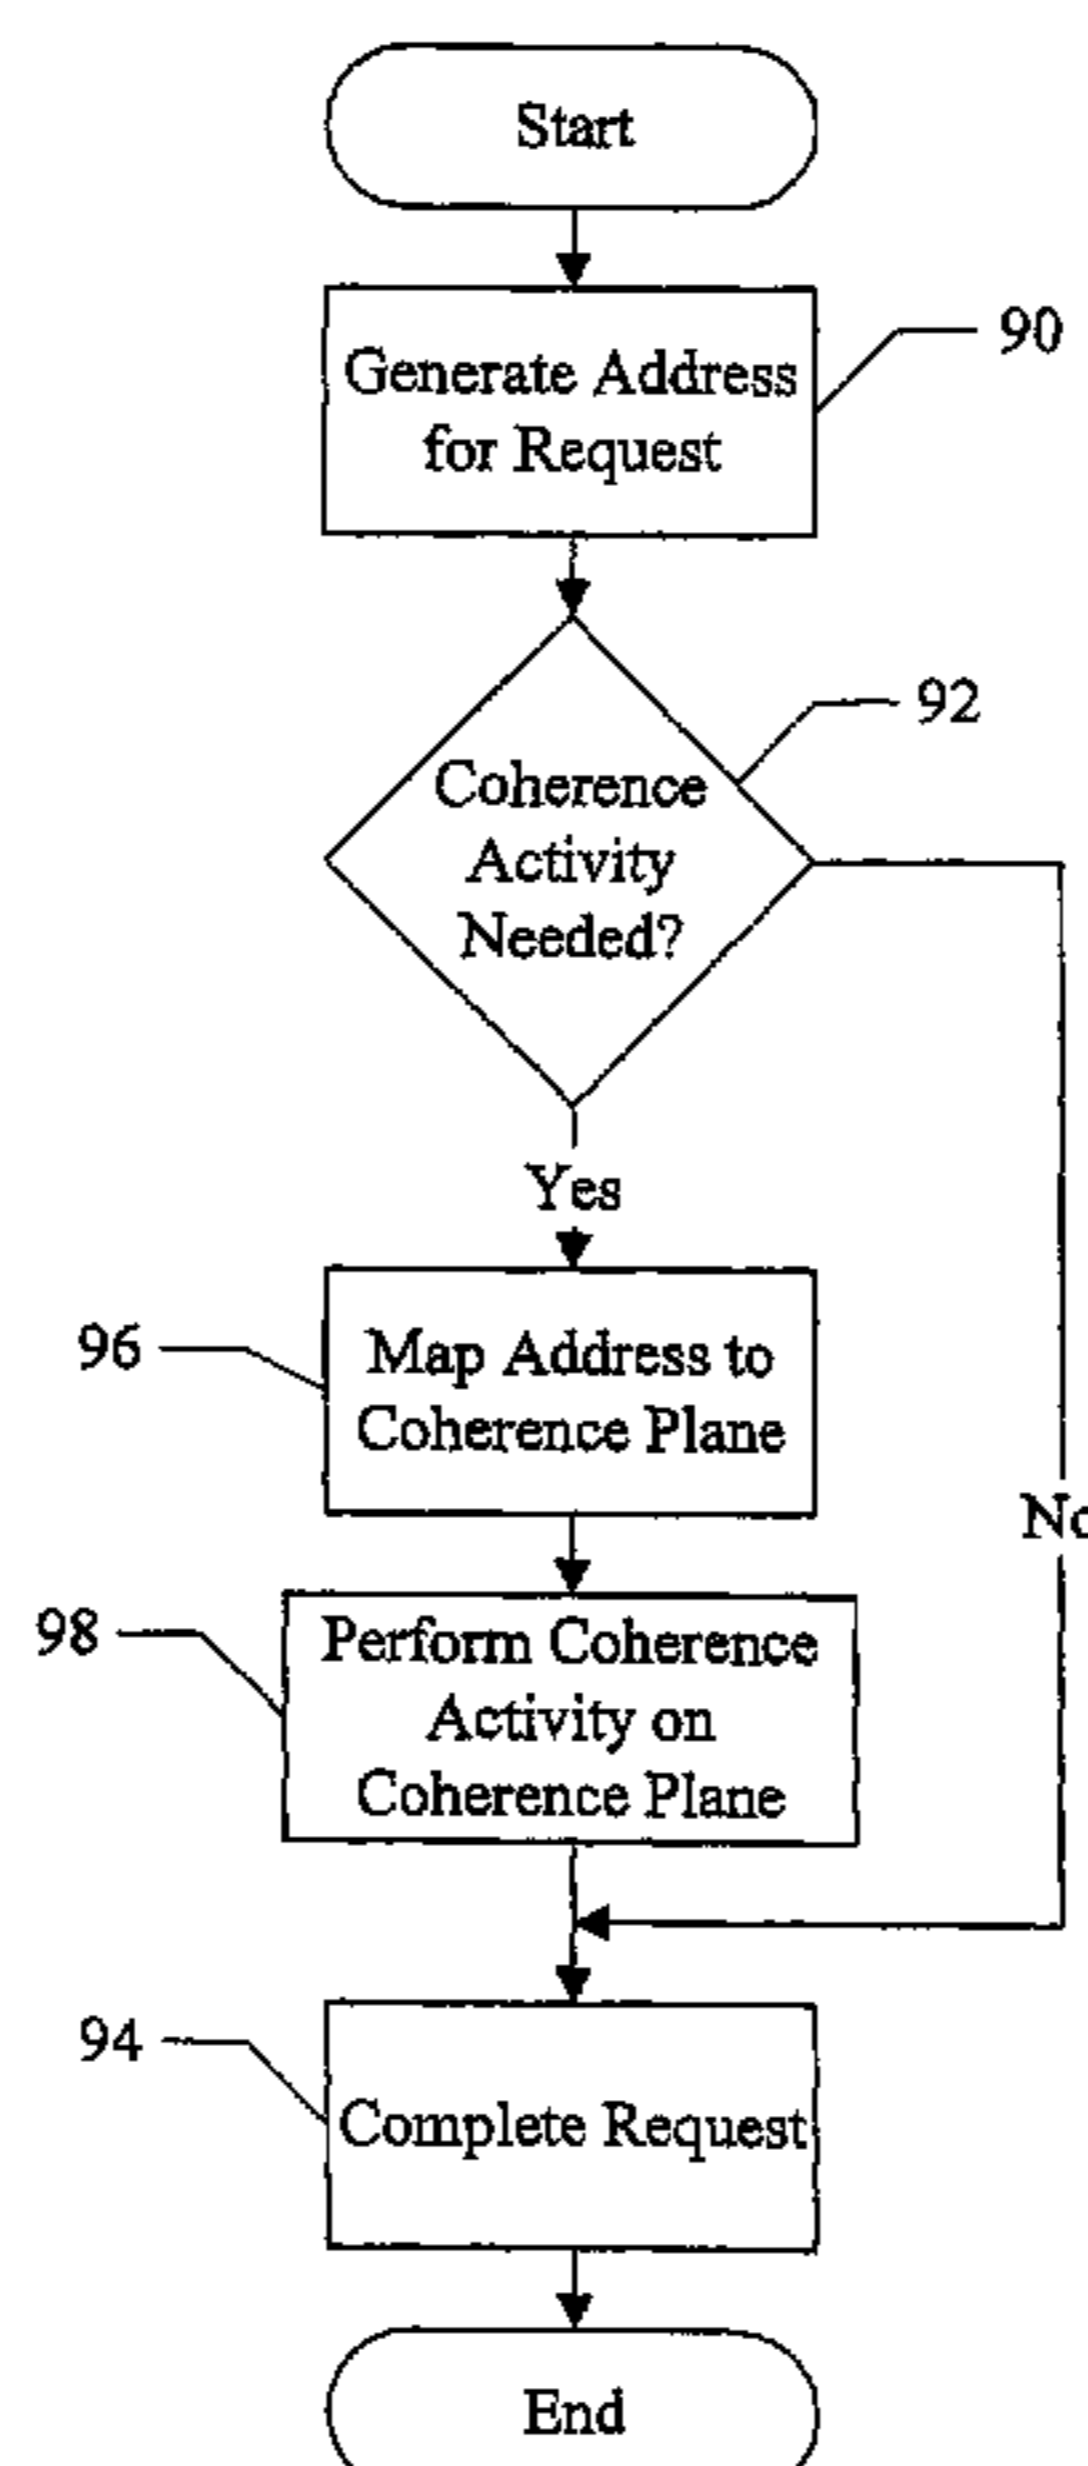 Start
Generate Address
for Request
90
92
Coherence
Activity
Needed?
Yes
96
Map Address to
Coherence Plane
No
98
Perform Coherence
Activity on
Coherence Plane
94
Complete Request
End